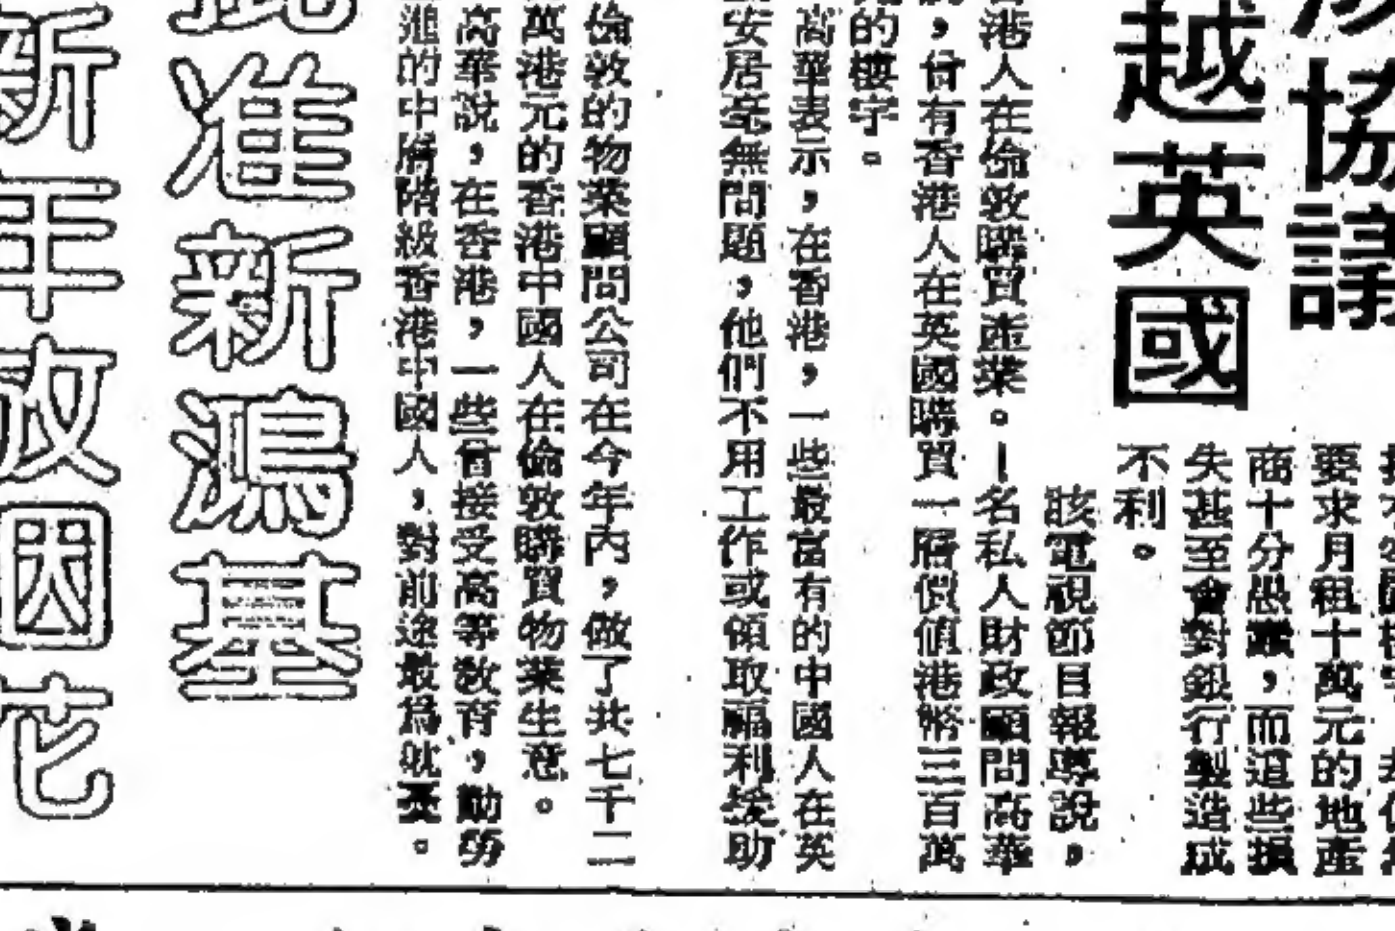 協議
越英國
要求月租十萬元的地產
商十分愚蠢，而這些損
失甚至會對銀行製造成
不利。
該電視節目報導說，
港人在倫敦購買產業。一名私人財政顧問高華
，曾有香港人在英國購買一層價值港幣三百萬
的樓宇。
高華表示，在香港，一些最富有的中國人在英
安居毫無問題，他們不用工作或領取福利援助
倫敦的物業顧問公司在今年內，做了共七千二
萬港元的香港中國人在倫敦購買物業生意。
高華說，在香港，一些曾接受高等教育，勤勞
進的中層階級香港中國人，對前途最為躭憂。
准新鴻基
新年放烟花